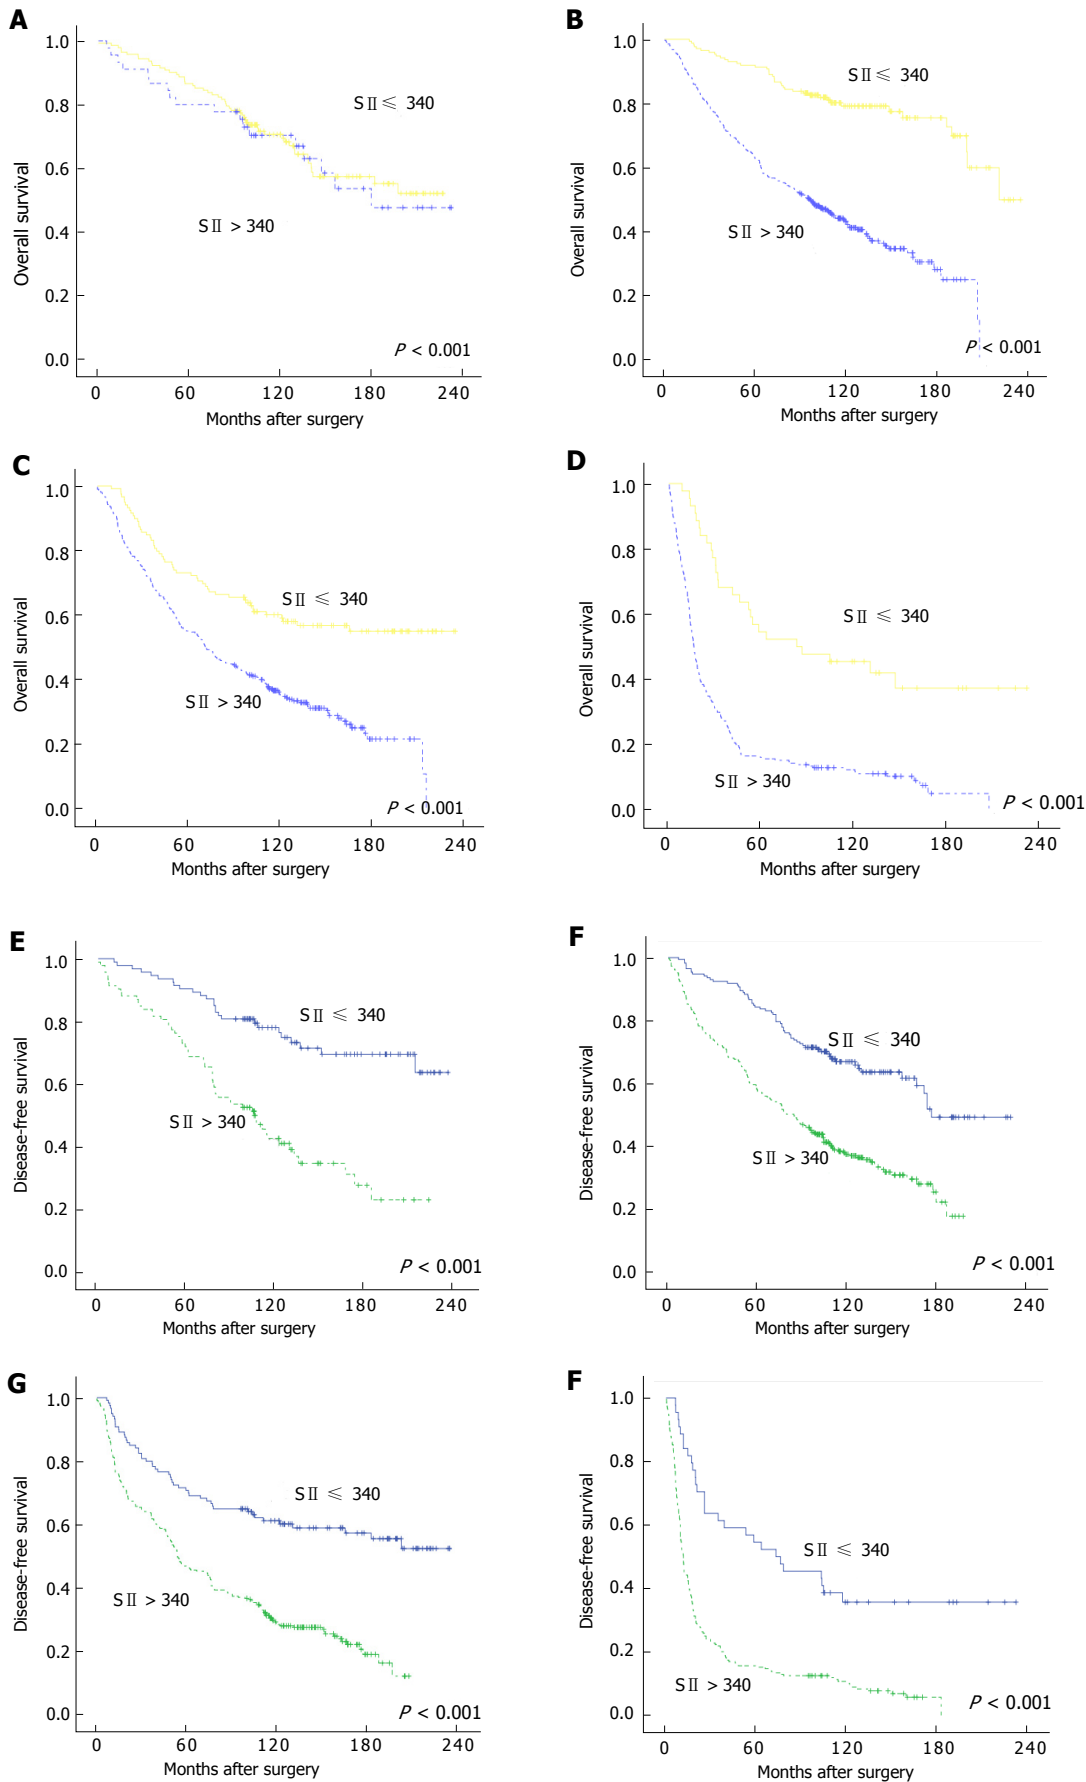 A
1.0
0.8
0.6
0.4
0.2
0.0
Overall survival
SⅡ ≤ 340
SⅡ > 340
P < 0.001
0 60 120 180 240
Months after surgery
B
1.0
0.8
0.6
0.4
0.2
0.0
Overall survival
SⅡ ≤ 340
SⅡ > 340
P < 0.001
0 60 120 180 240
Months after surgery
C
1.0
0.8
0.6
0.4
0.2
0.0
Overall survival
SⅡ ≤ 340
SⅡ > 340
P < 0.001
0 60 120 180 240
Months after surgery
D
1.0
0.8
0.6
0.4
0.2
0.0
Overall survival
SⅡ ≤ 340
SⅡ > 340
P < 0.001
0 60 120 180 240
Months after surgery
E
1.0
0.8
0.6
0.4
0.2
0.0
Disease-free survival
SⅡ ≤ 340
SⅡ > 340
P < 0.001
0 60 120 180 240
Months after surgery
F
1.0
0.8
0.6
0.4
0.2
0.0
Disease-free survival
SⅡ ≤ 340
SⅡ > 340
P < 0.001
0 60 120 180 240
Months after surgery
G
1.0
0.8
0.6
0.4
0.2
0.0
Disease-free survival
SⅡ ≤ 340
SⅡ > 340
P < 0.001
0 60 120 180 240
Months after surgery
F
1.0
0.8
0.6
0.4
0.2
0.0
Disease-free survival
SⅡ ≤ 340
SⅡ > 340
P < 0.001
0 60 120 180 240
Months after surgery